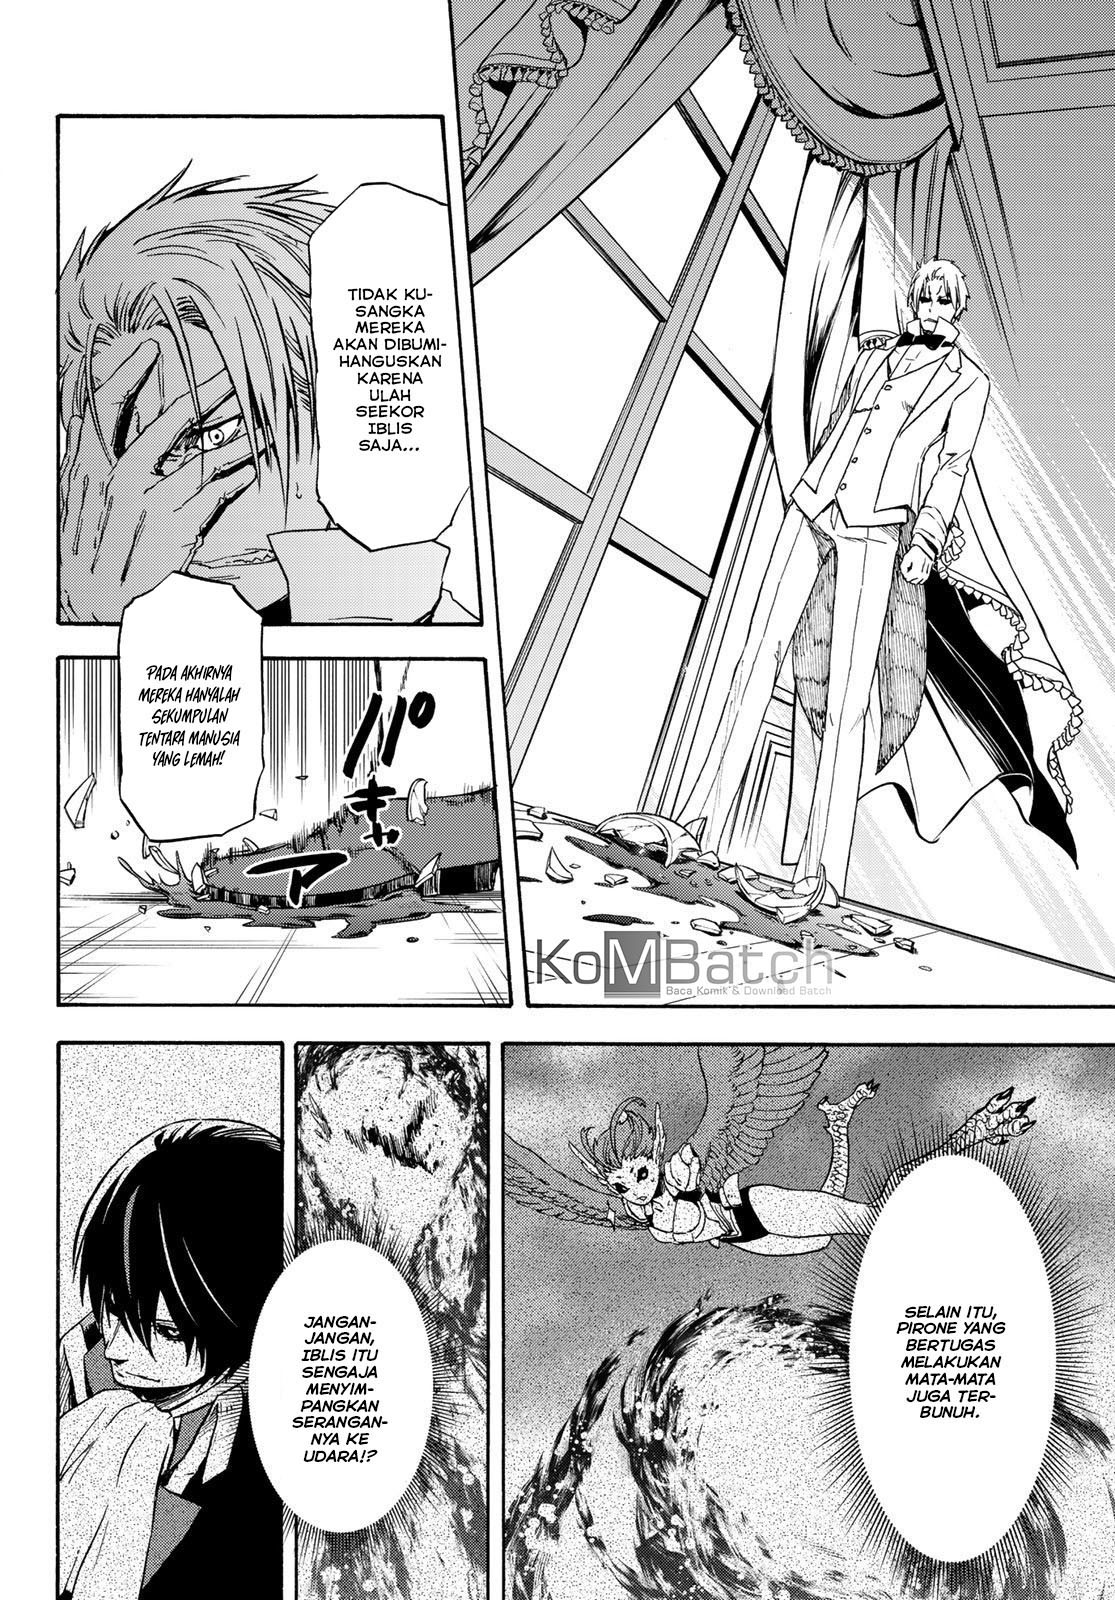 TIDAK KU-
SANGKA
MEREKA
AKAN DIBUMI-
HANGUSKAN
KARENA
ULAH
SEEKOR
IBLIS
SAJA...
PADA AKHIRNYA
MEREKA HANYALAH
SEKUMPULAN
TENTARA MANUSIA
YANG LEMAH!
パキャア
KoMBatch
Baca Komik & Download Batch
SELAIN ITU,
PIRONE YANG
BERTUGAS
MELAKUKAN
MATA-MATA
JUGA TER-
BUNUH.
JANGAN-
JANGAN,
IBLIS ITU
SENGAJA
MENYIM-
PANGKAN
SERANGAN-
NYA KE
UDARA!?